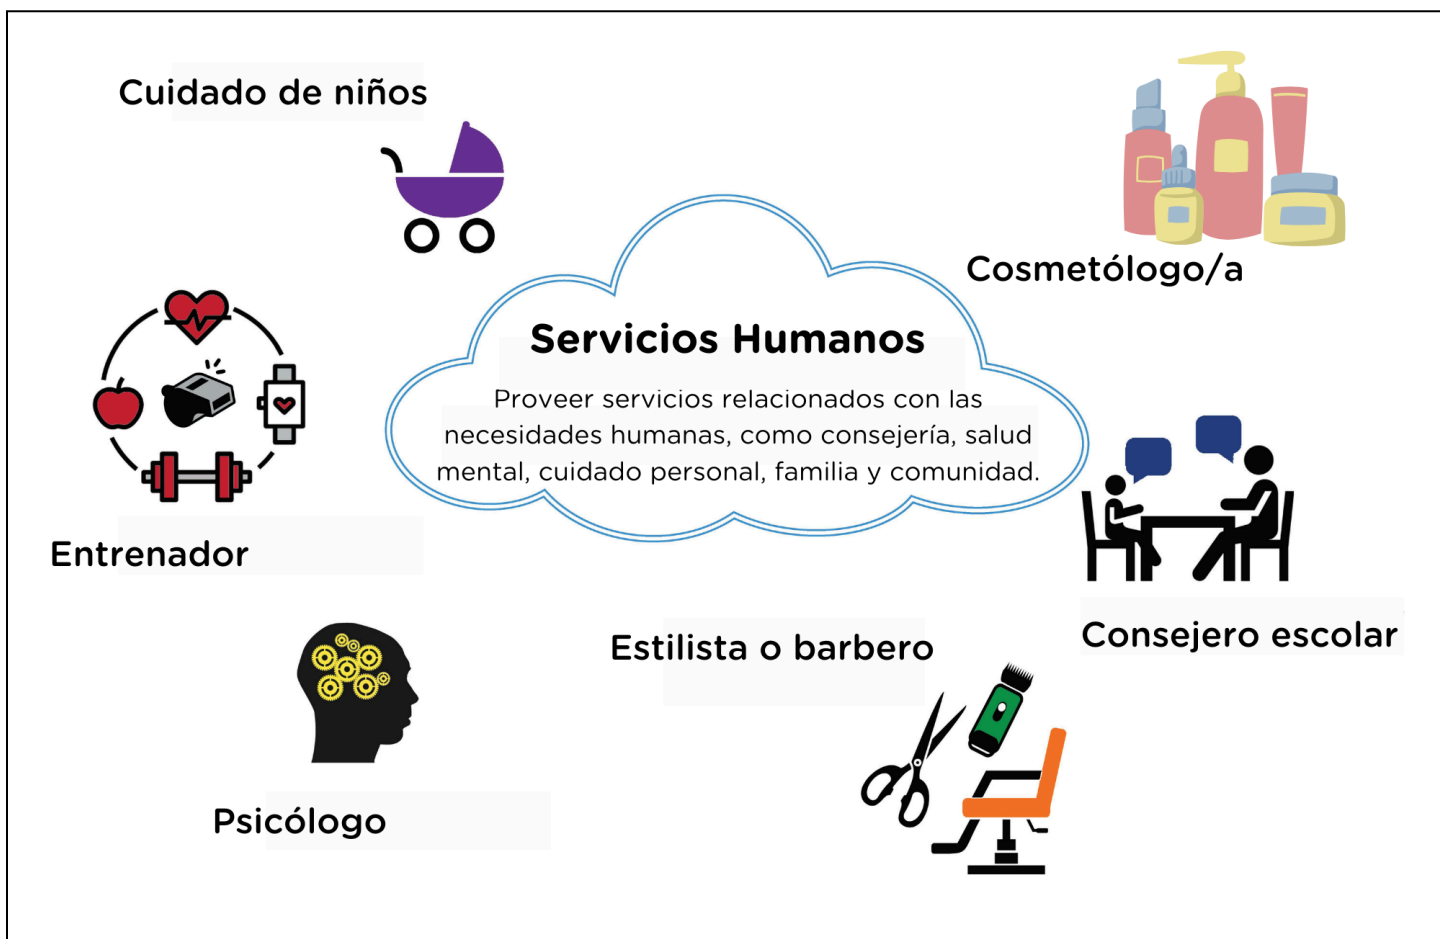 Cuidado de niños
Cosmetólogo/a
Servicios Humanos
Proveer servicios relacionados con las
necesidades humanas, como consejería, salud
mental, cuidado personal, familia y comunidad.
Entrenador
Consejero escolar
Estilista o barbero
Psicólogo